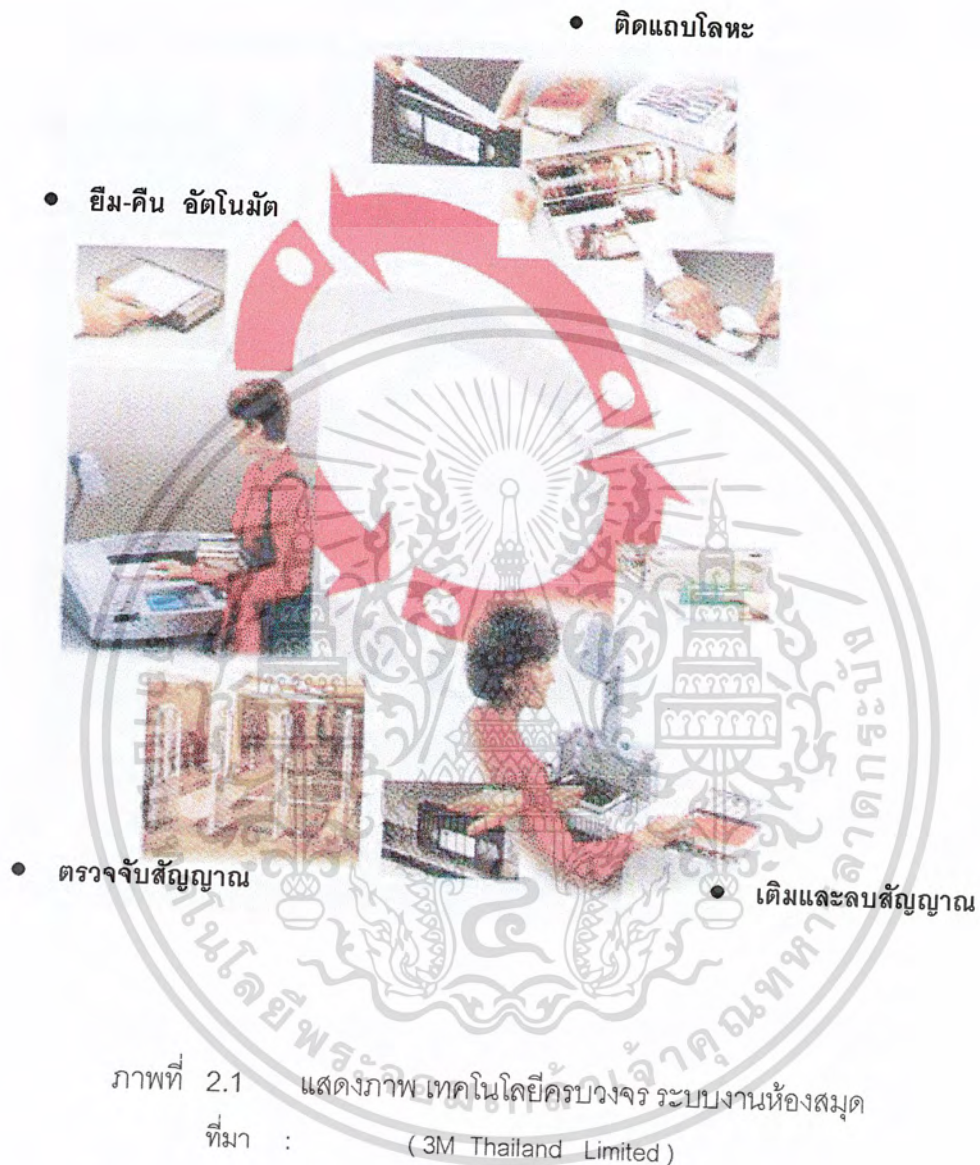 • ติดแถบโลหะ
• ยืม-คืน อัตโนมัต
• ตรวจจับสัญญาณ
• เติมและลบสัญญาณ
ภาพที่ 2.1 แสดงภาพ เทคโนโลยีครบวงจร ระบบงานห้องสมุด
ที่มา : ( 3M Thailand Limited )